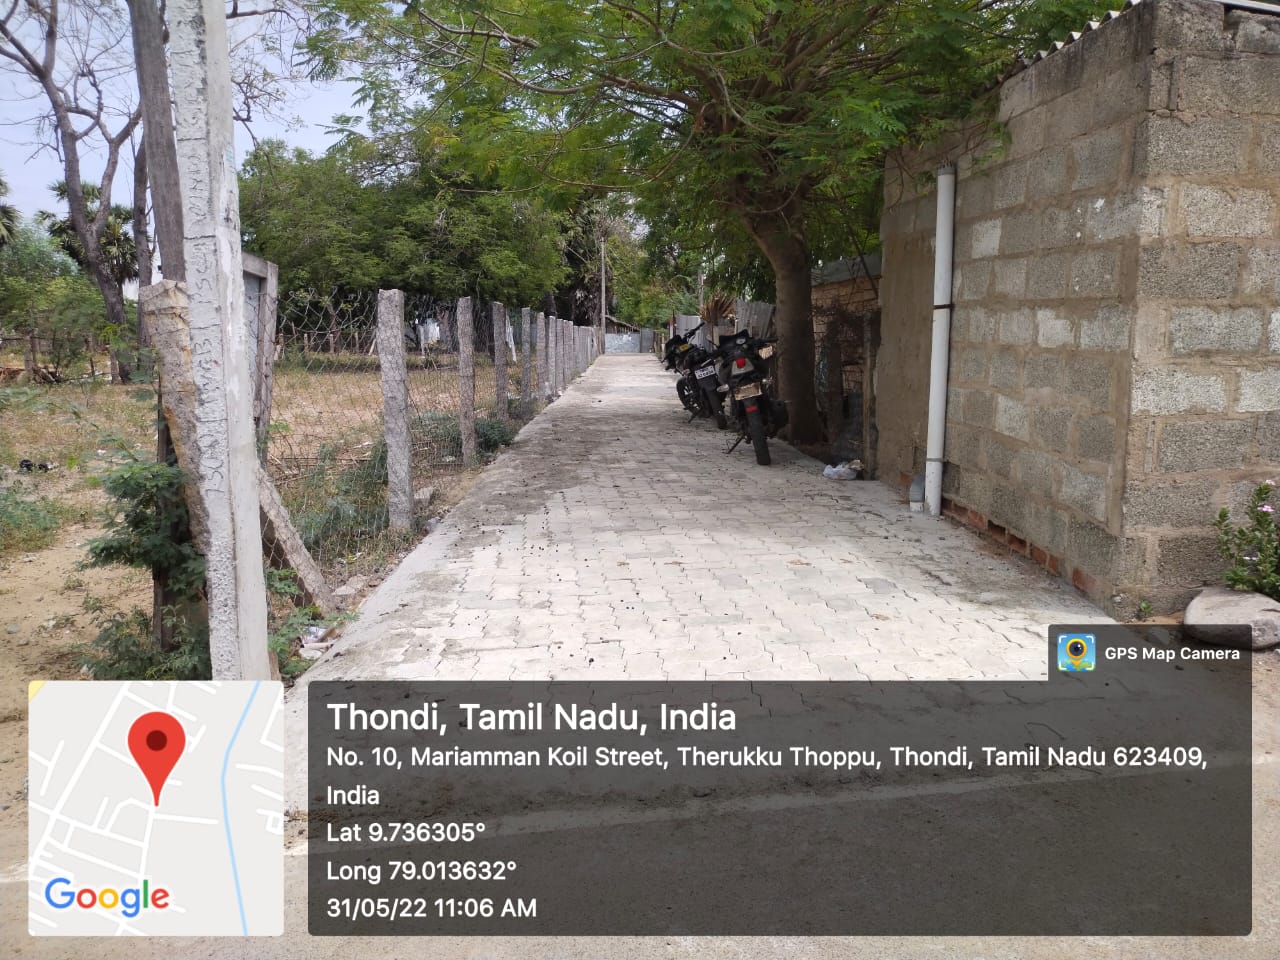 GPS Map Camera
Thondi, Tamil Nadu, India
No. 10, Mariamman Koil Street, Therukku Thoppu, Thondi, Tamil Nadu 623409,
India
Lat 9.736305°
Long 79.013632°
31/05/22 11:06 AM
Google